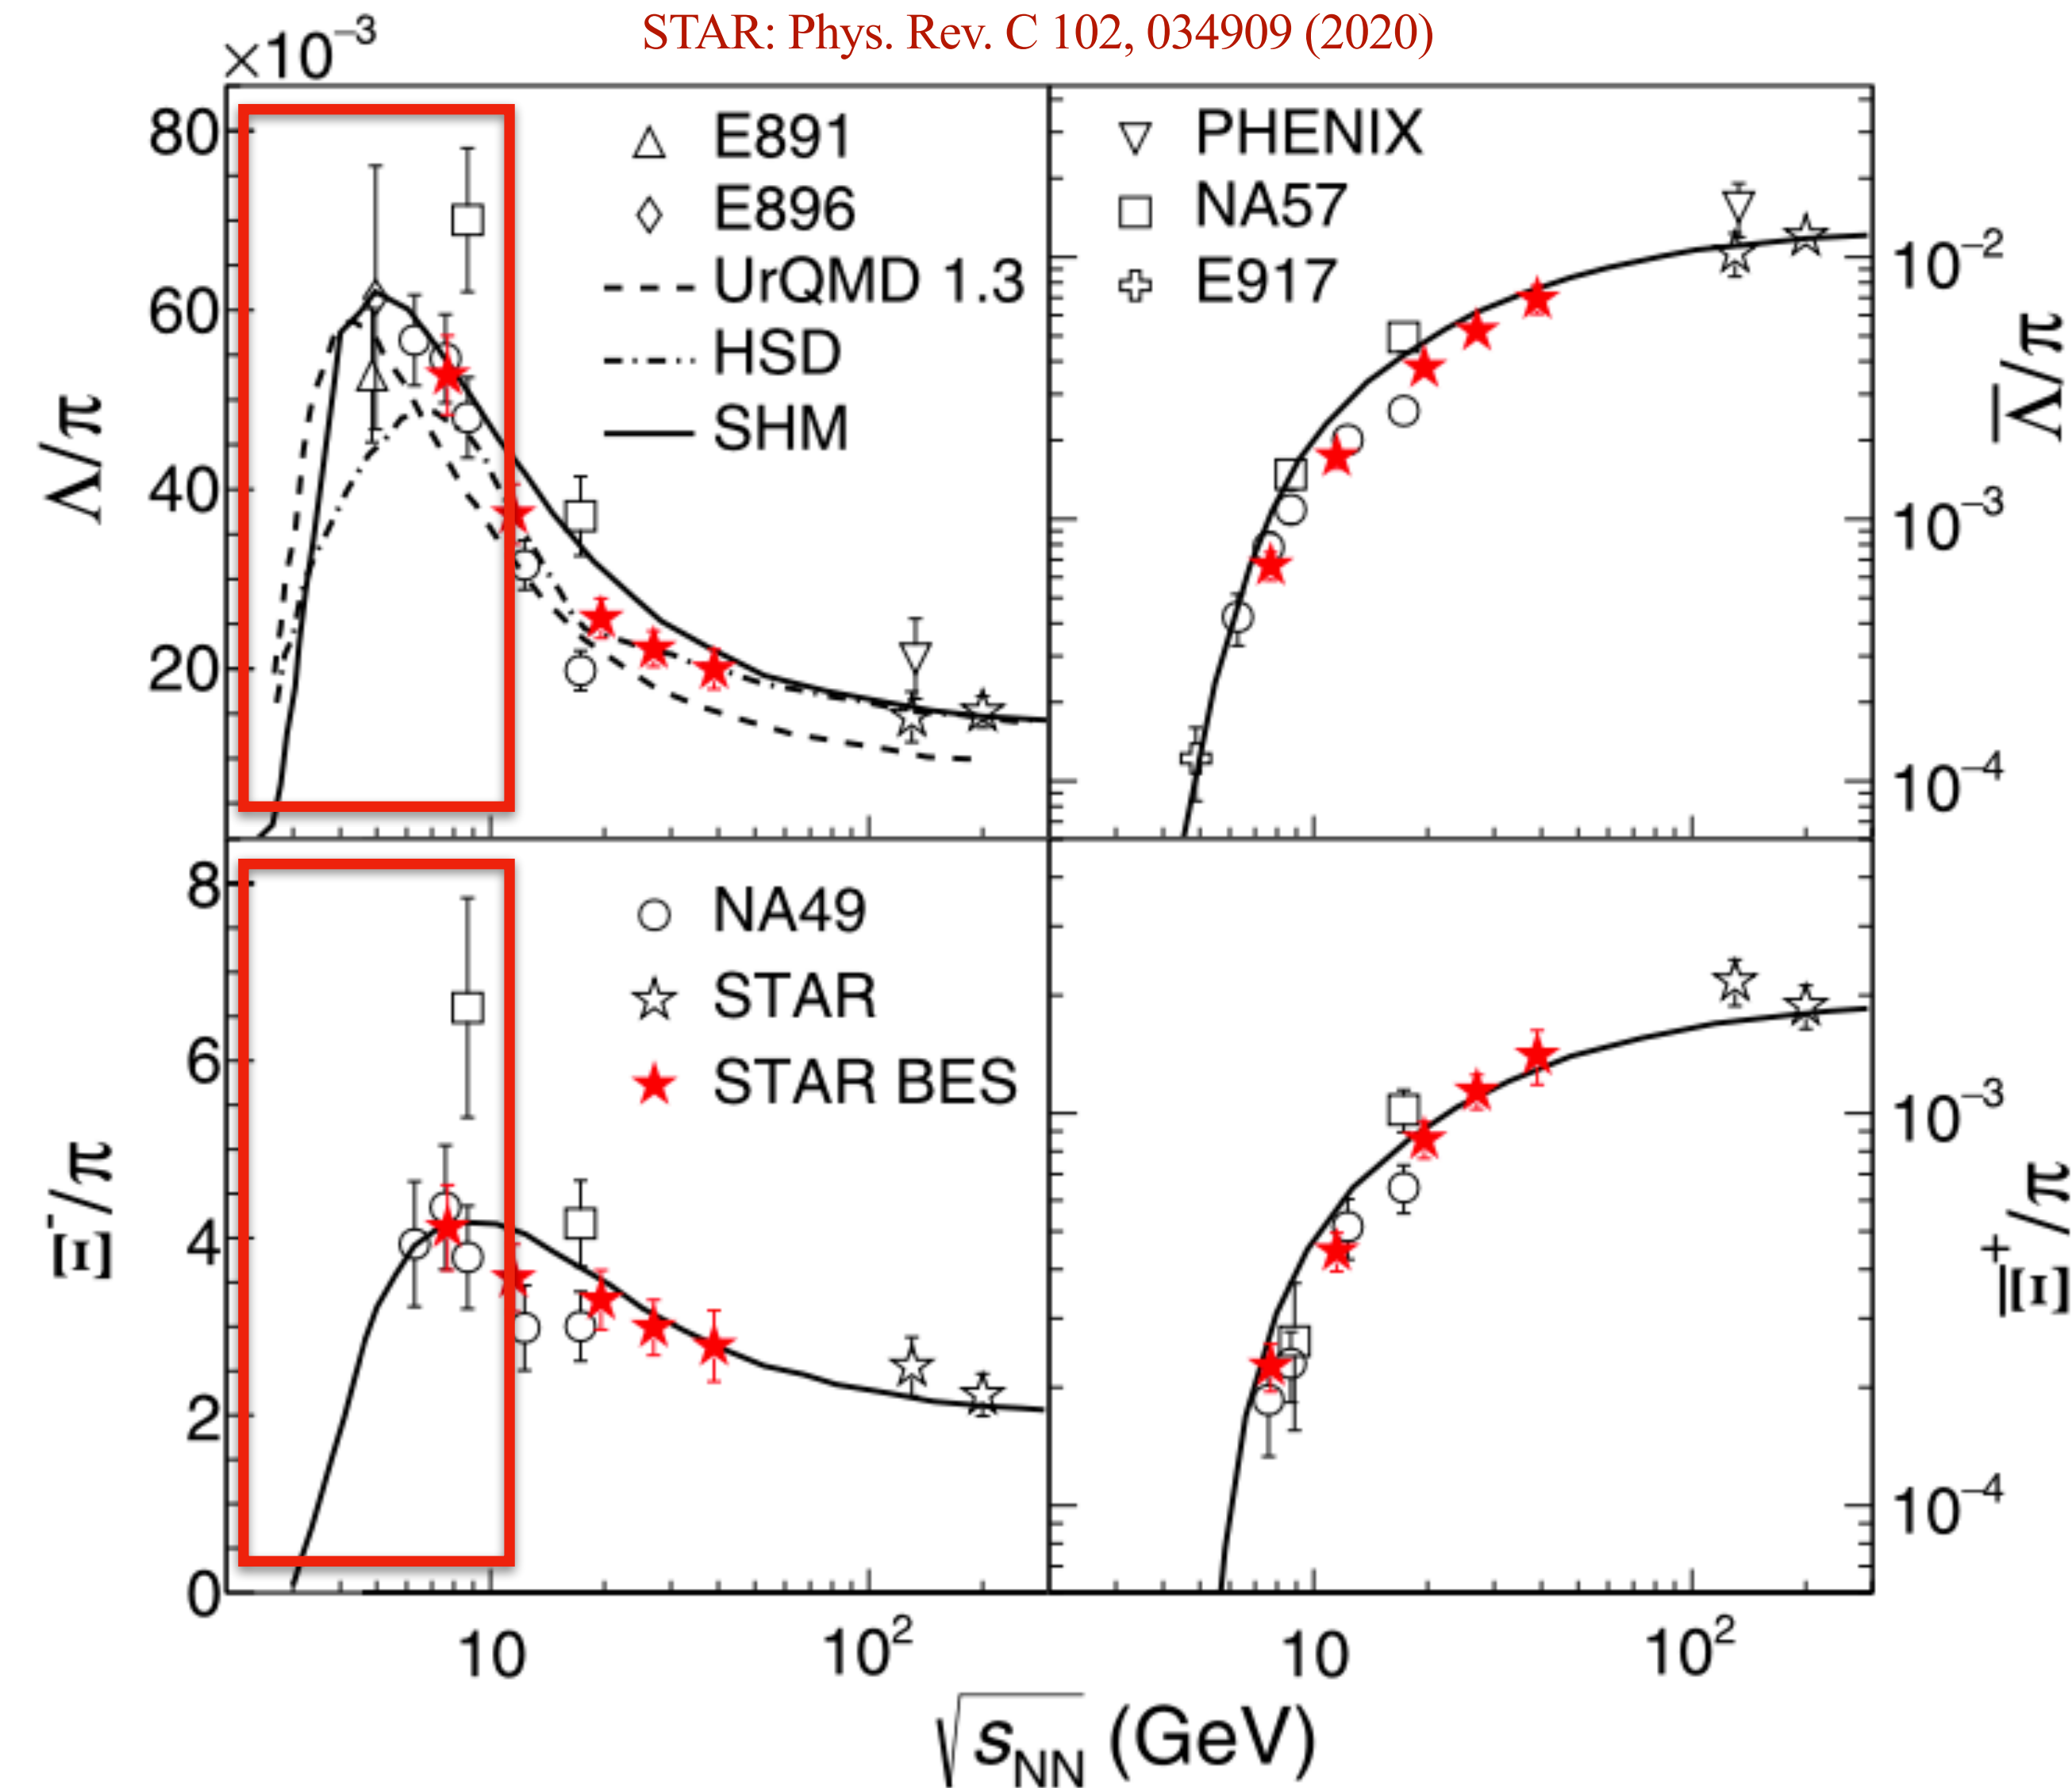 STAR: Phys. Rev. C 102, 034909 (2020)
×10⁻³
80
60
40
20
Λ/π
E891
E896
UrQMD 1.3
HSD
SHM
PHENIX
NA57
E917
10⁻²
10⁻³
10⁻⁴
Λ̅/π
8
6
4
2
0
Ξ⁻/π
NA49
STAR
STAR BES
10⁻³
10⁻⁴
Ξ̅⁺/π
10
10²
10
10²
√sNN (GeV)